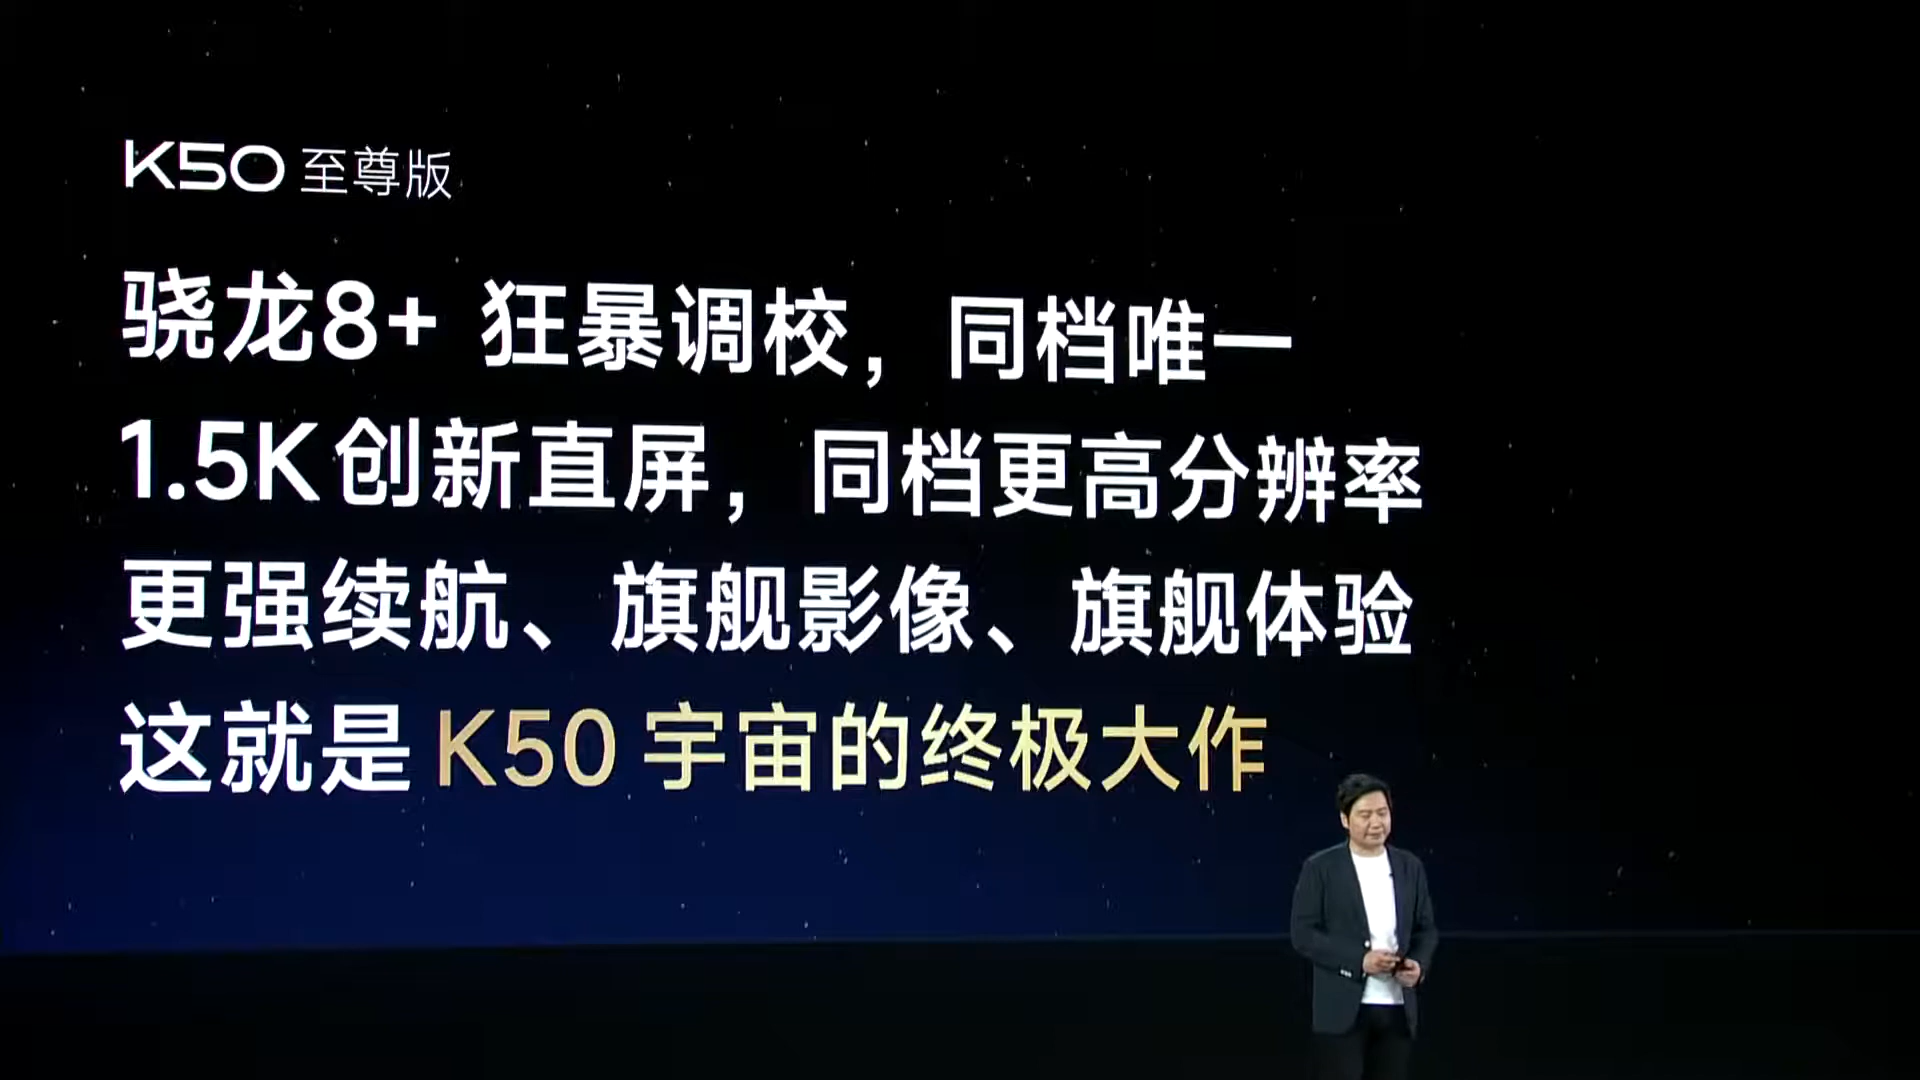 K50 至尊版
骁龙8+ 狂暴调校，同档唯一
1.5K创新直屏，同档更高分辨率
更强续航、旗舰影像、旗舰体验
这就是 K50 宇宙的终极大作